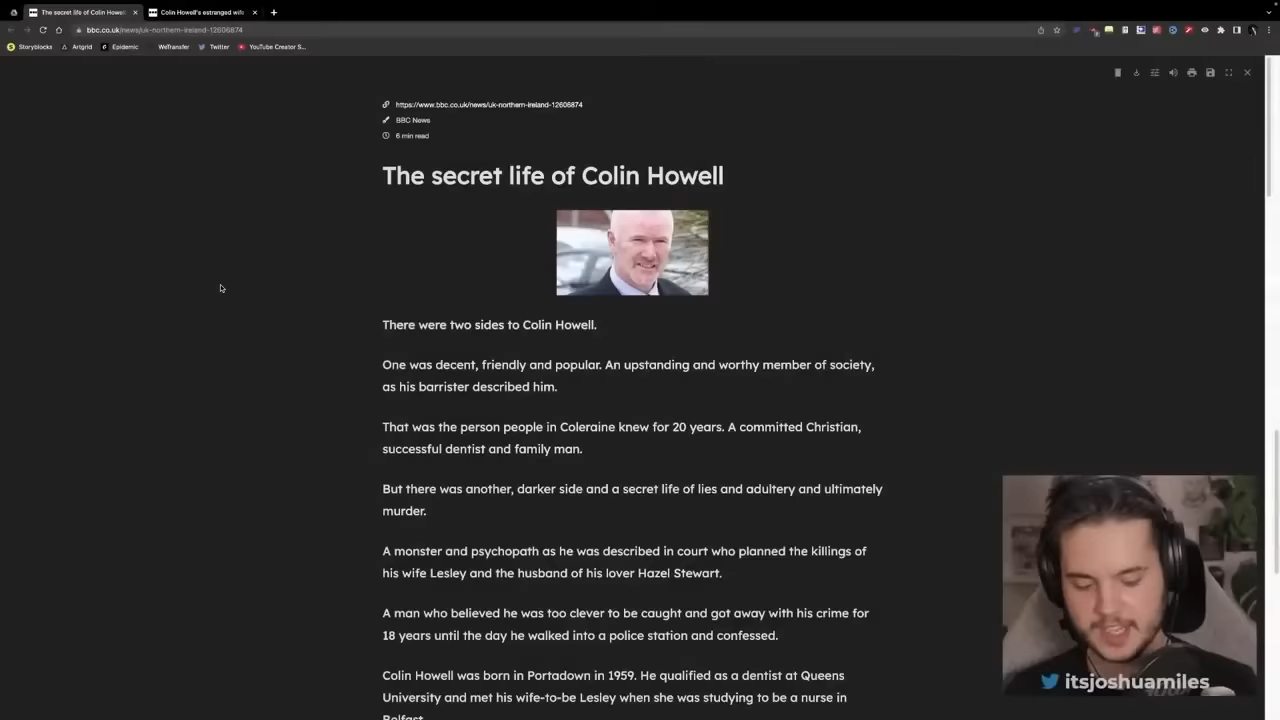 The secret life of Colin Howell
Colin Howell's estranged wife
bbc.co.uk/news/uk-northern-ireland-12606874
Storyblocks
Artgrid
Epidemic
WeTransfer
Twitter
YouTube Creator S...
https://www.bbc.co.uk/news/uk-northern-ireland-12606874
BBC News
6 min read
The secret life of Colin Howell
There were two sides to Colin Howell.
One was decent, friendly and popular. An upstanding and worthy member of society,
as his barrister described him.
That was the person people in Coleraine knew for 20 years. A committed Christian,
successful dentist and family man.
But there was another, darker side and a secret life of lies and adultery and ultimately
murder.
A monster and psychopath as he was described in court who planned the killings of
his wife Lesley and the husband of his lover Hazel Stewart.
A man who believed he was too clever to be caught and got away with his crime for
18 years until the day he walked into a police station and confessed.
Colin Howell was born in Portadown in 1959. He qualified as a dentist at Queens
University and met his wife-to-be Lesley when she was studying to be a nurse in
Belfast.
itsjoshuamiles